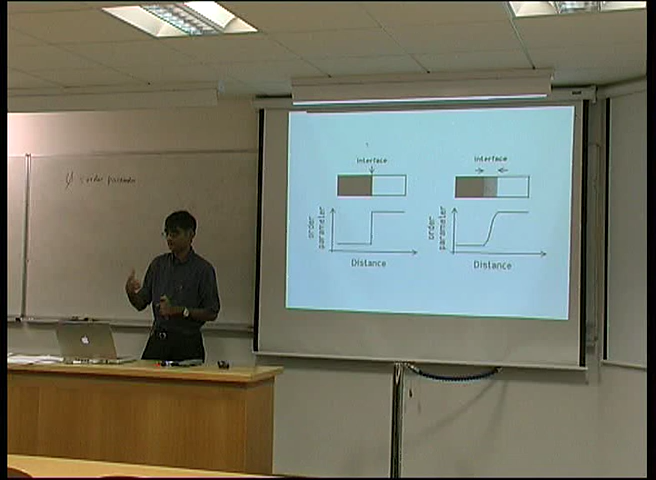 ψ : order parameter
interface
order
parameter
Distance
interface
order
parameter
Distance